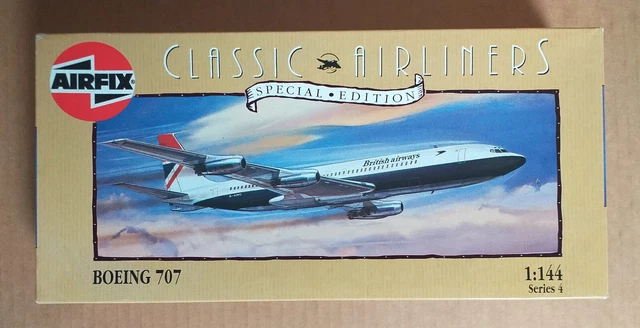 AIRFIX
CLASSIC AIRLINERS
SPECIAL • EDITION
British airways
BOEING 707
1:144
Series 4